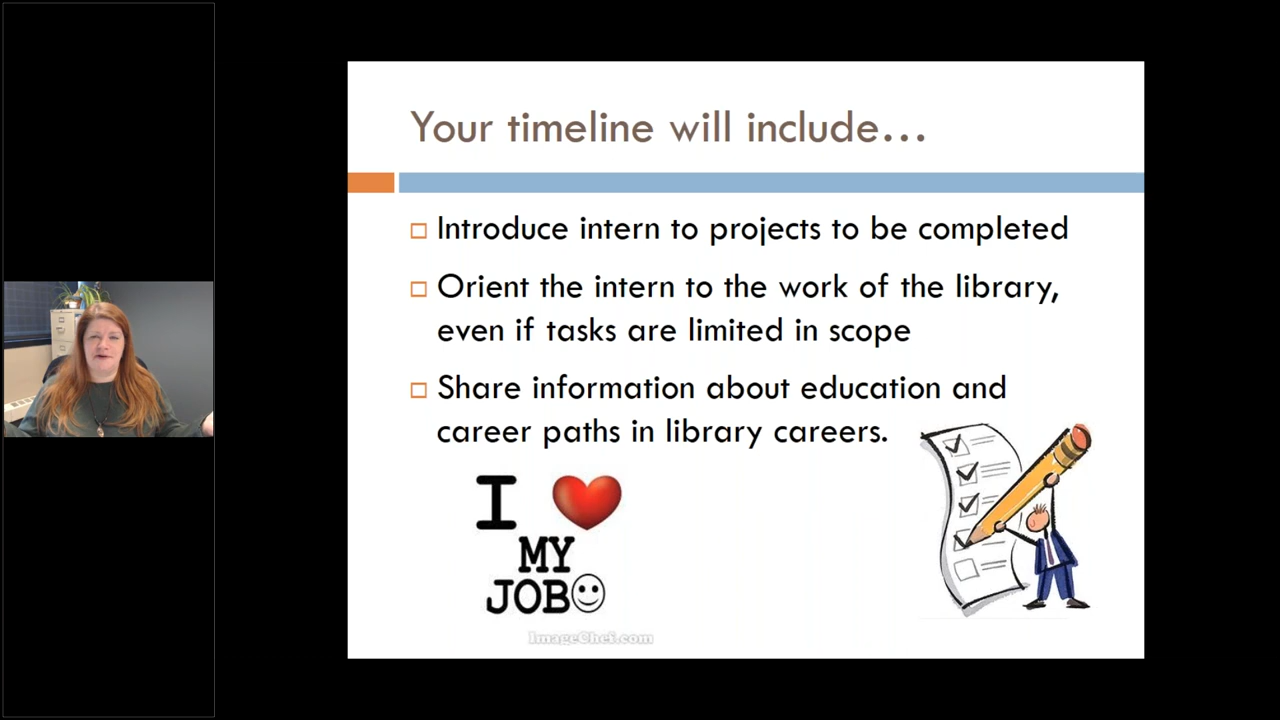 Your timeline will include...
Introduce intern to projects to be completed
Orient the intern to the work of the library,
even if tasks are limited in scope
Share information about education and
career paths in library careers.
I
MY
JOB
ImageChef.com